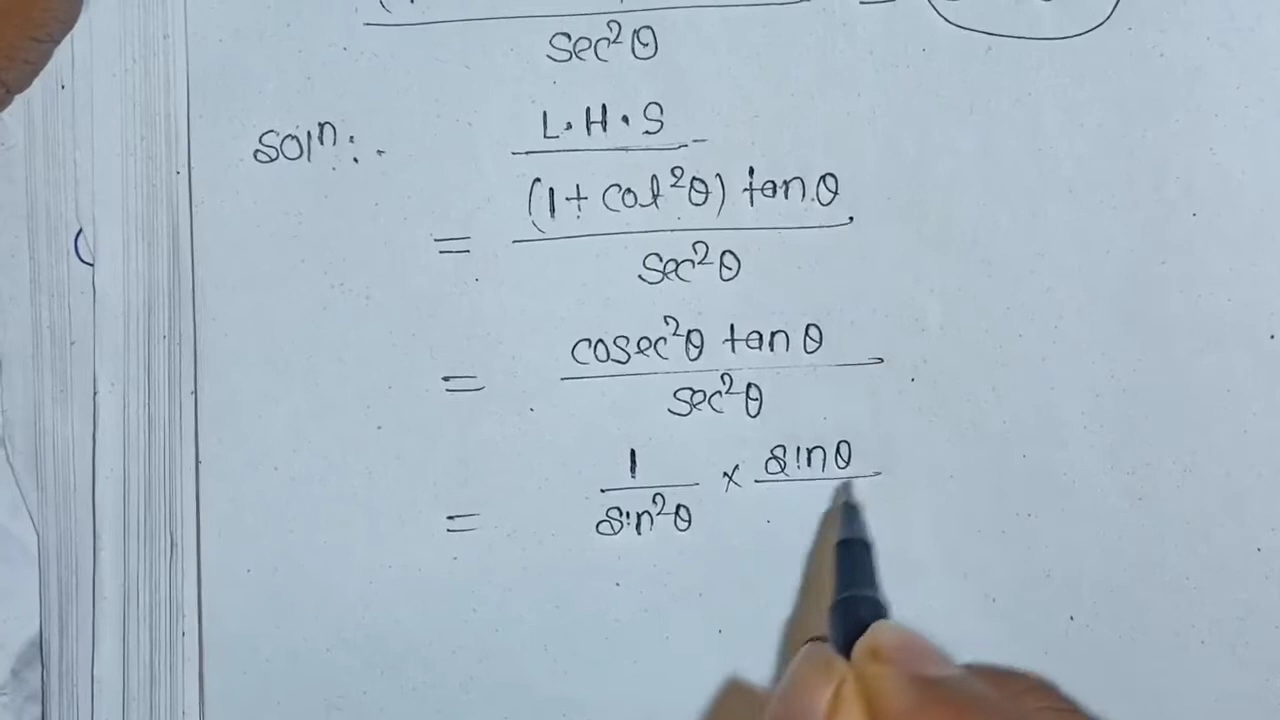 sec²θ
Solⁿ:- L.H.S
= (1 + cot²θ) tanθ
sec²θ
= cosec²θ tanθ
sec²θ
= 1 × sinθ
sin²θ